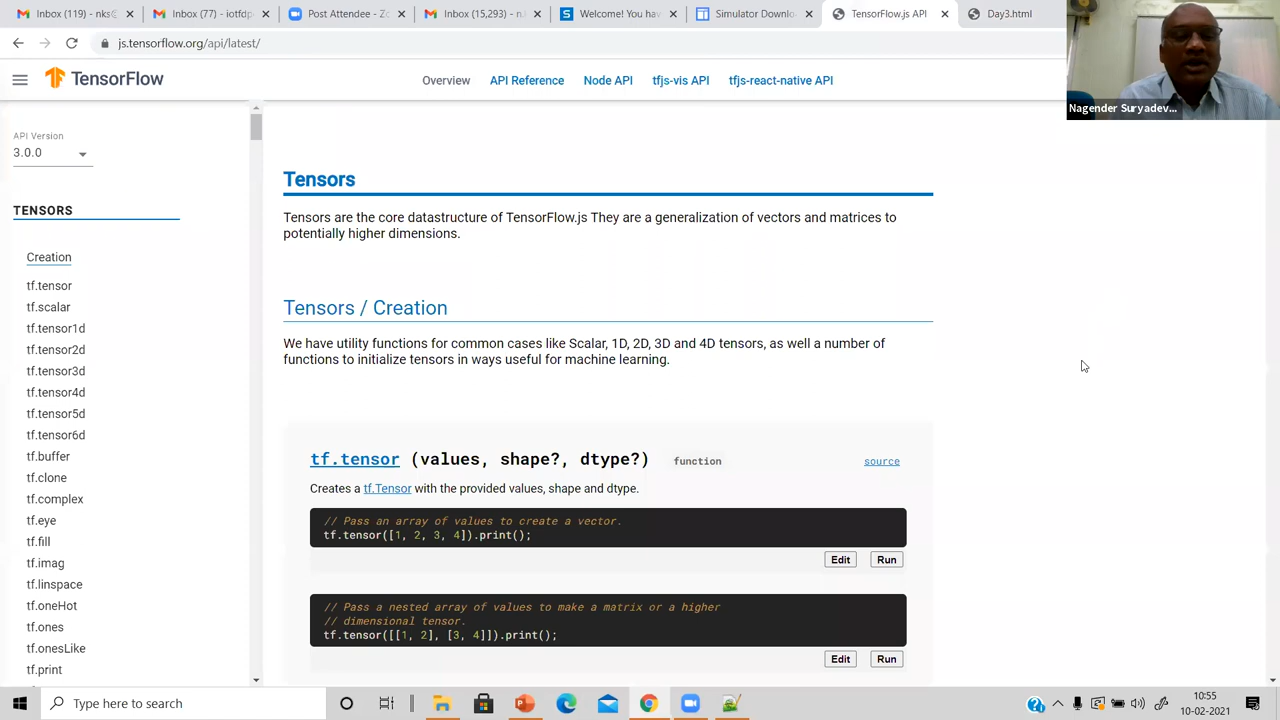 Inbox (119) - nks@
Inbox (77) - iotfdp
Post Attendee - Z
Inbox (15,293) - n.
Welcome! You hav
Simulator Downlo
TensorFlow.js API
Day3.html
js.tensorflow.org/api/latest/
TensorFlow
Overview
API Reference
Node API
tfjs-vis API
tfjs-react-native API
Nagender Suryadev...
API Version
3.0.0
TENSORS
Creation
tf.tensor
tf.scalar
tf.tensor1d
tf.tensor2d
tf.tensor3d
tf.tensor4d
tf.tensor5d
tf.tensor6d
tf.buffer
tf.clone
tf.complex
tf.eye
tf.fill
tf.imag
tf.linspace
tf.oneHot
tf.ones
tf.onesLike
tf.print
Tensors
Tensors are the core datastructure of TensorFlow.js They are a generalization of vectors and matrices to
potentially higher dimensions.
Tensors / Creation
We have utility functions for common cases like Scalar, 1D, 2D, 3D and 4D tensors, as well a number of
functions to initialize tensors in ways useful for machine learning.
tf.tensor (values, shape?, dtype?) function source
Creates a tf.Tensor with the provided values, shape and dtype.
// Pass an array of values to create a vector.
tf.tensor([1, 2, 3, 4]).print();
Edit Run
// Pass a nested array of values to make a matrix or a higher
// dimensional tensor.
tf.tensor([[1, 2], [3, 4]]).print();
Edit Run
Type here to search
10:55
10-02-2021